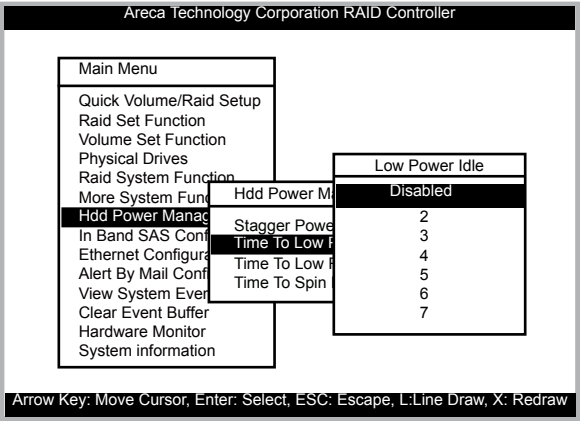 Areca Technology Corporation RAID Controller
Main Menu
Quick Volume/Raid Setup
Raid Set Function
Volume Set Function
Physical Drives
Raid System Function
More System Func
Hdd Power Manag
In Band SAS Conf
Ethernet Configura
Alert By Mail Conf
View System Even
Clear Event Buffer
Hardware Monitor
System information
Hdd Power Ma
Stagger Powe
Time To Low P
Time To Low R
Time To Spin
Low Power Idle
Disabled
2
3
4
5
6
7
Arrow Key: Move Cursor, Enter: Select, ESC: Escape, L:Line Draw, X: Redraw